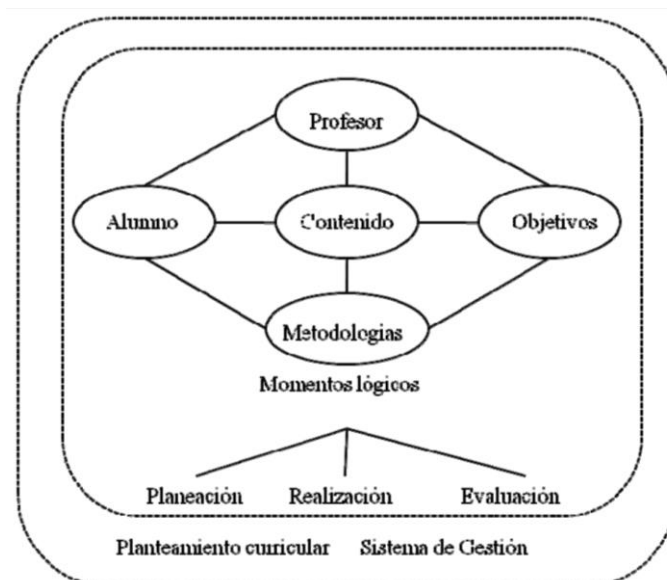 Profesor
Alumno Contenido Objetivos
Metodologias
Momentos lógicos
Planeación Realización Evaluación
Planteamiento curricular Sistema de Gestión